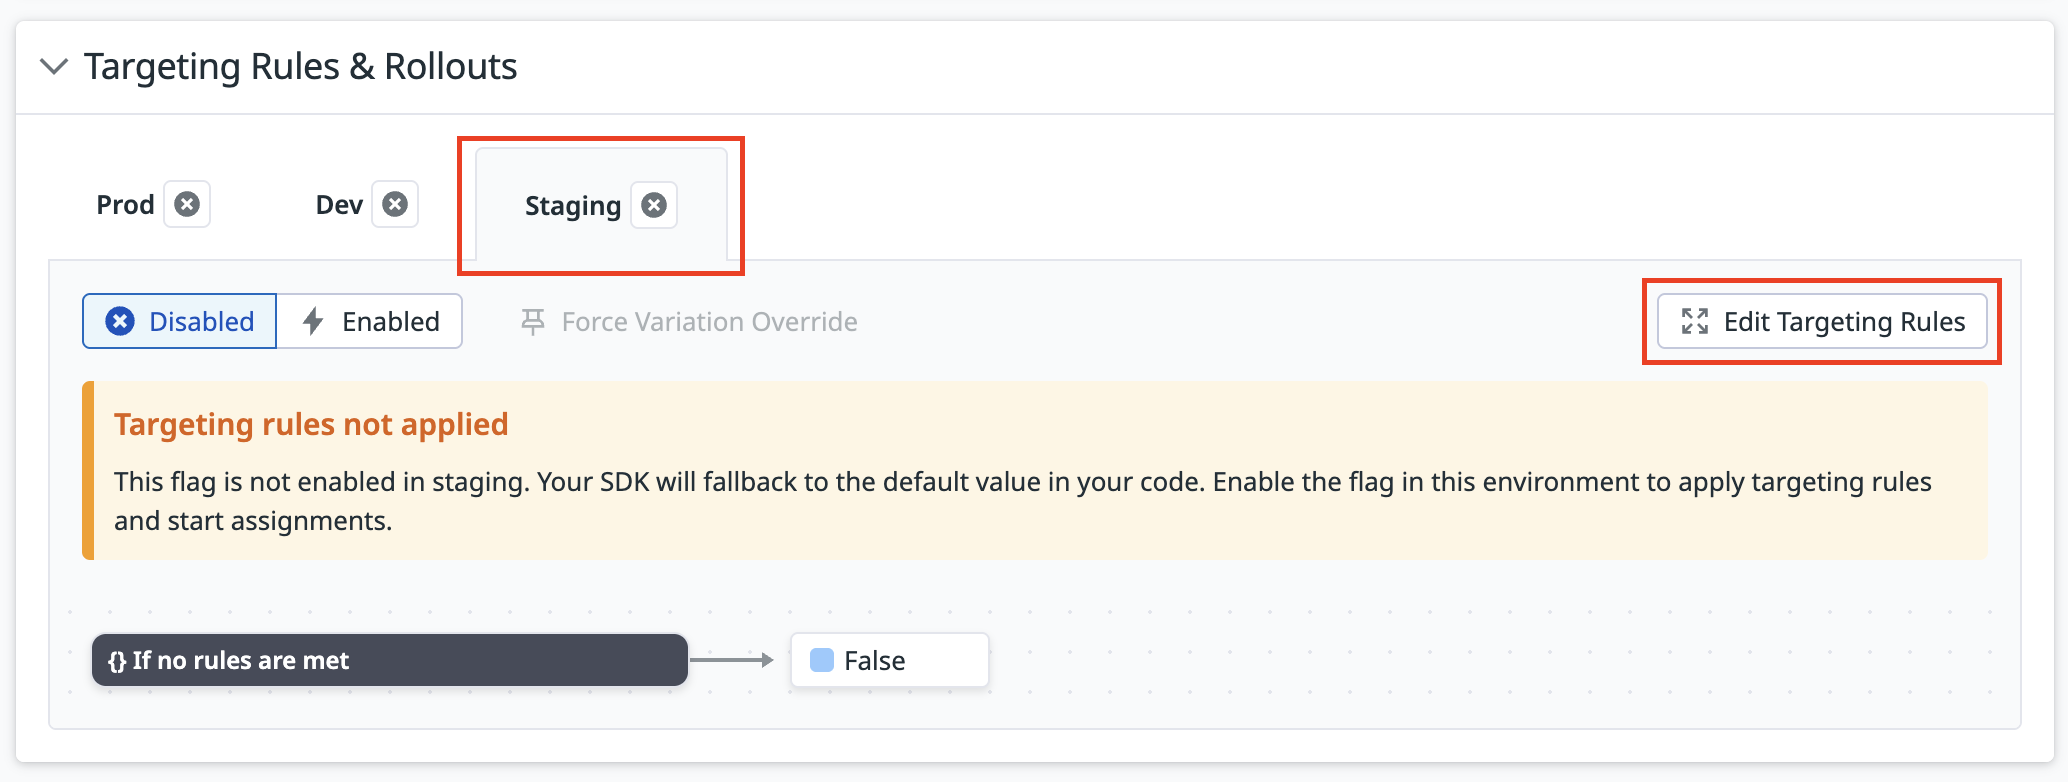 Targeting Rules & Rollouts
Prod
Dev
Staging
Disabled
Enabled
Force Variation Override
Edit Targeting Rules
Targeting rules not applied
This flag is not enabled in staging. Your SDK will fallback to the default value in your code. Enable the flag in this environment to apply targeting rules
and start assignments.
{} If no rules are met
False